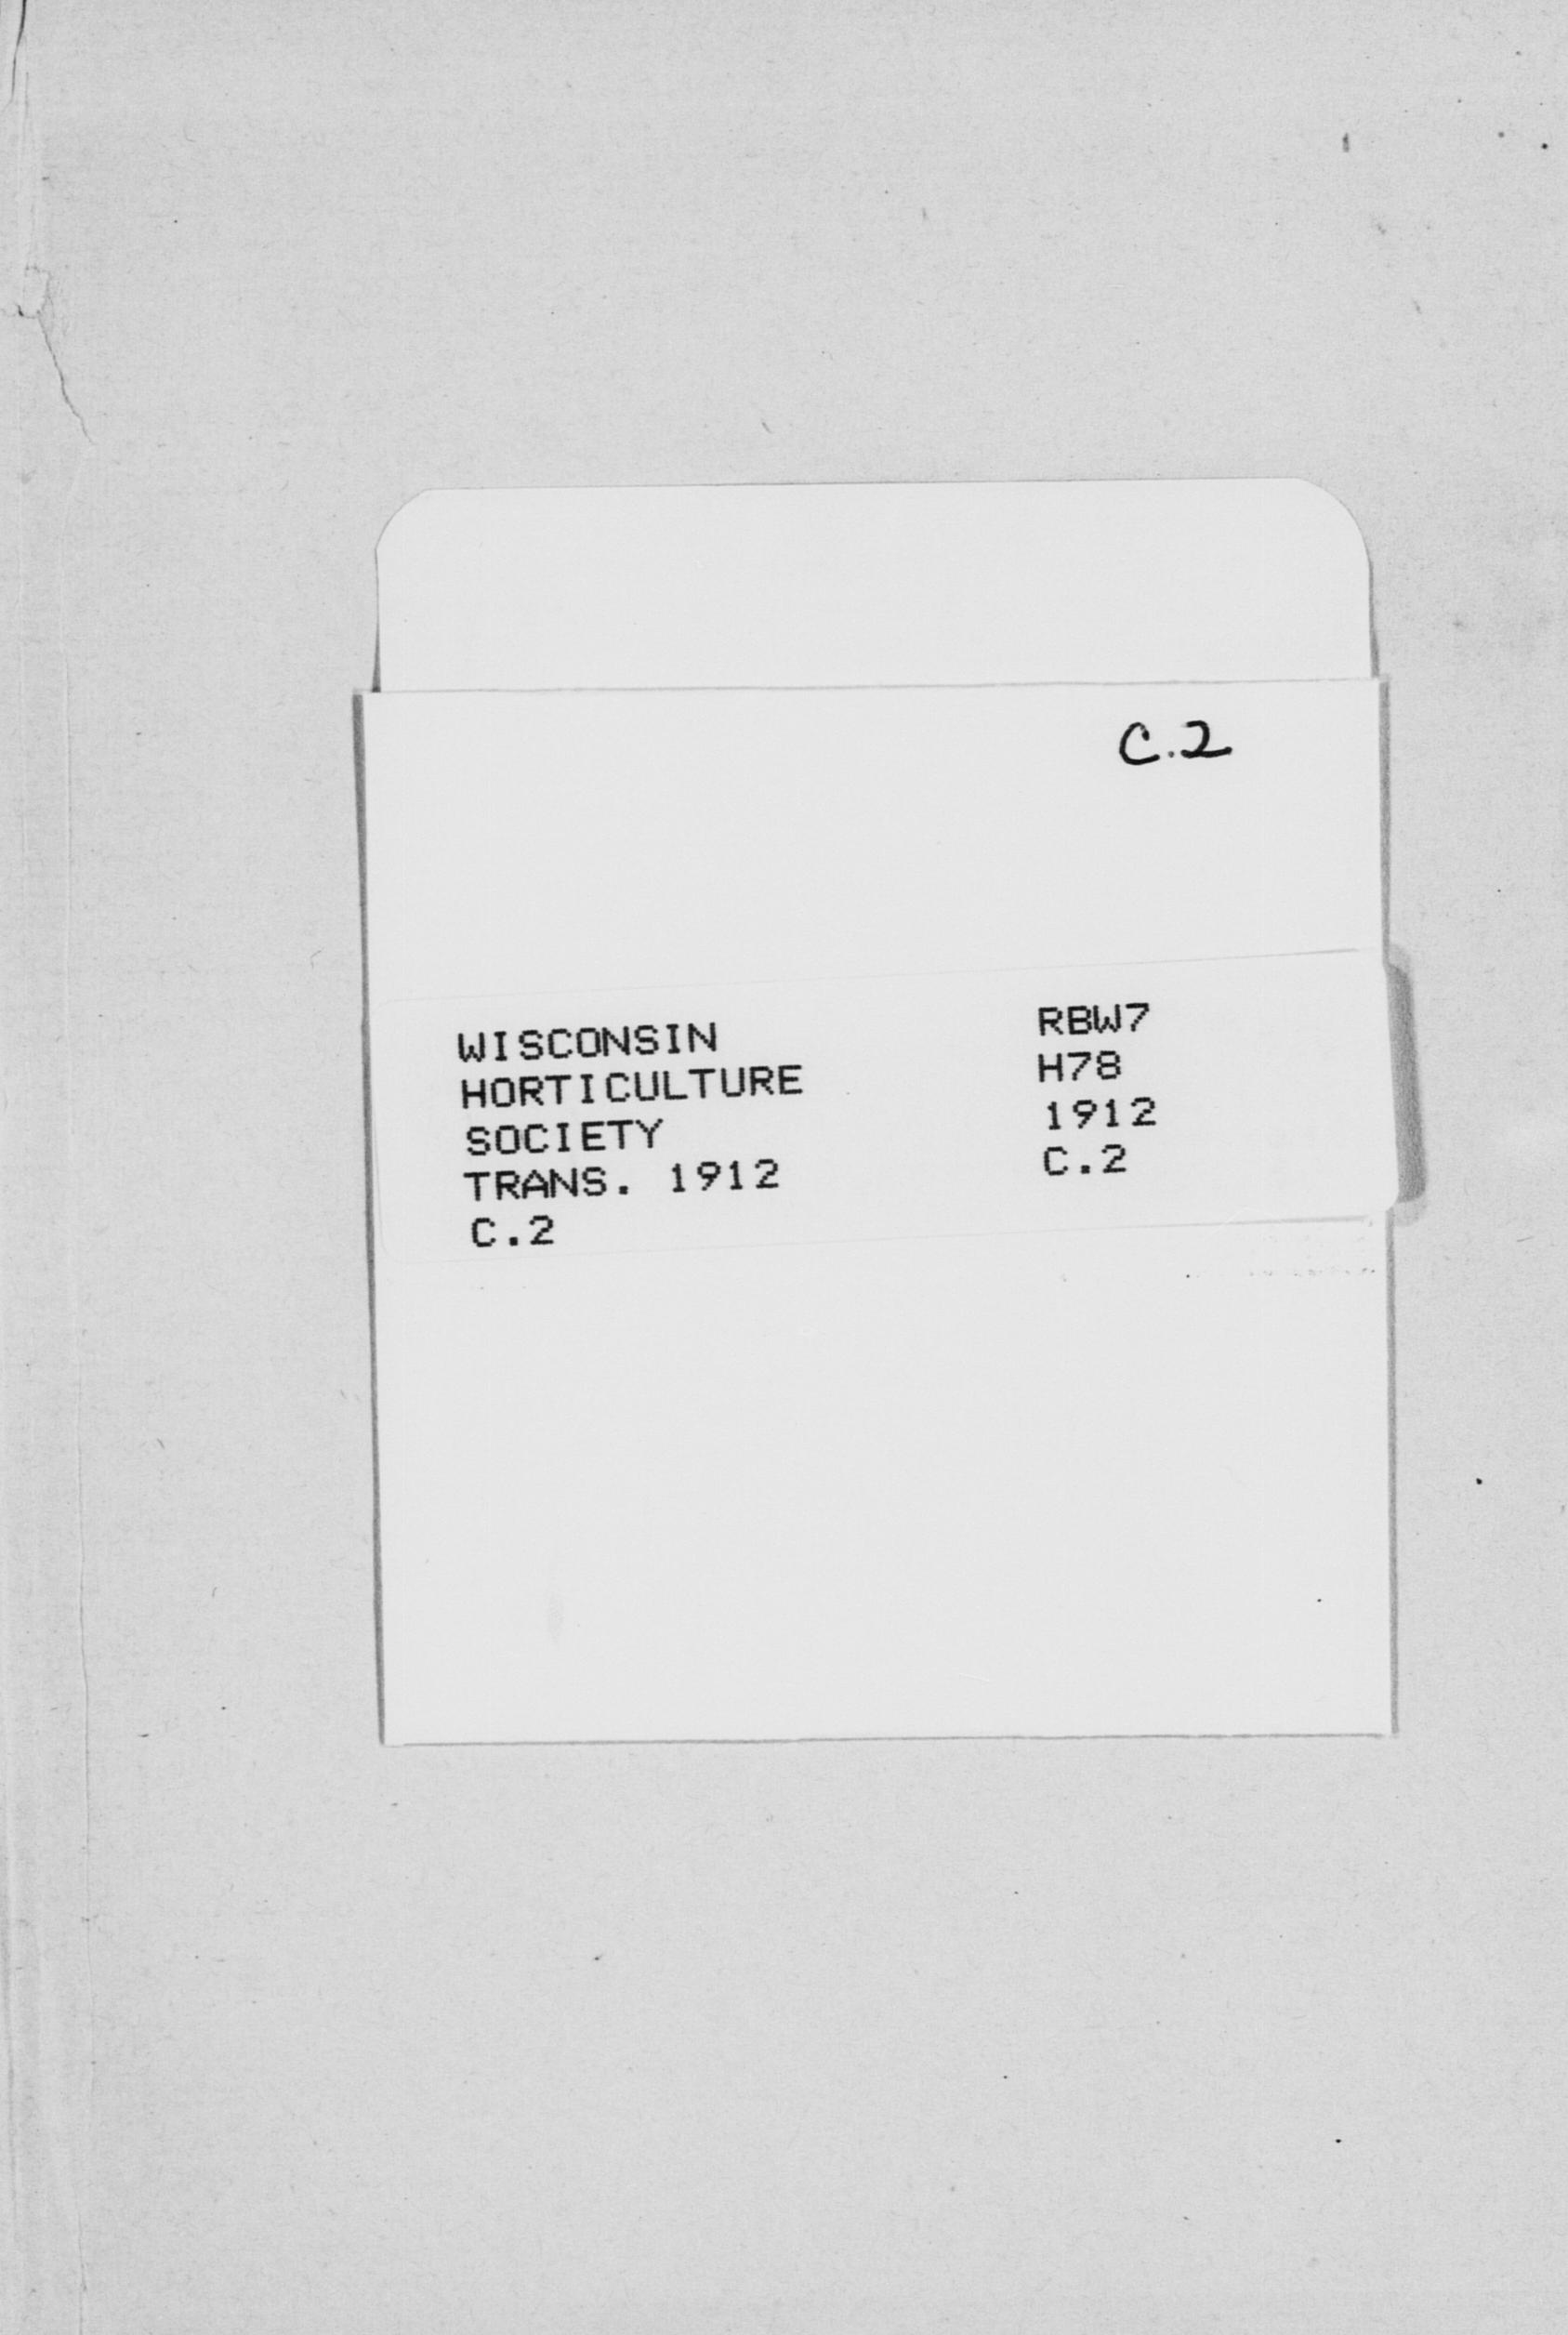 C.2
WISCONSIN
HORTICULTURE
SOCIETY
TRANS. 1912
C.2
RBW7
H78
1912
C.2